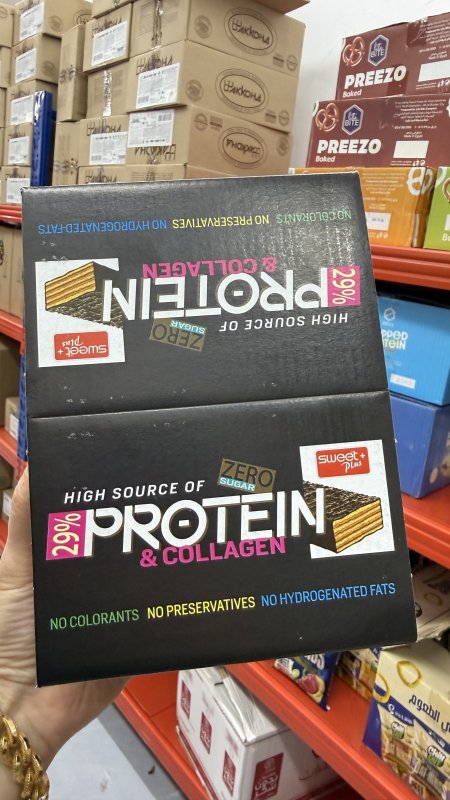 PREEZO
Baked
BITE
PREEZO
Baked
NO COLORANTS NO PRESERVATIVES NO HYDROGENATED FATS
29% PROTEIN
& COLLAGEN
HIGH SOURCE OF
ZERO
SUGAR
sweet+
plus
sweet+
plus
HIGH SOURCE OF
ZERO
SUGAR
29% PROTEIN
& COLLAGEN
NO COLORANTS NO PRESERVATIVES NO HYDROGENATED FATS